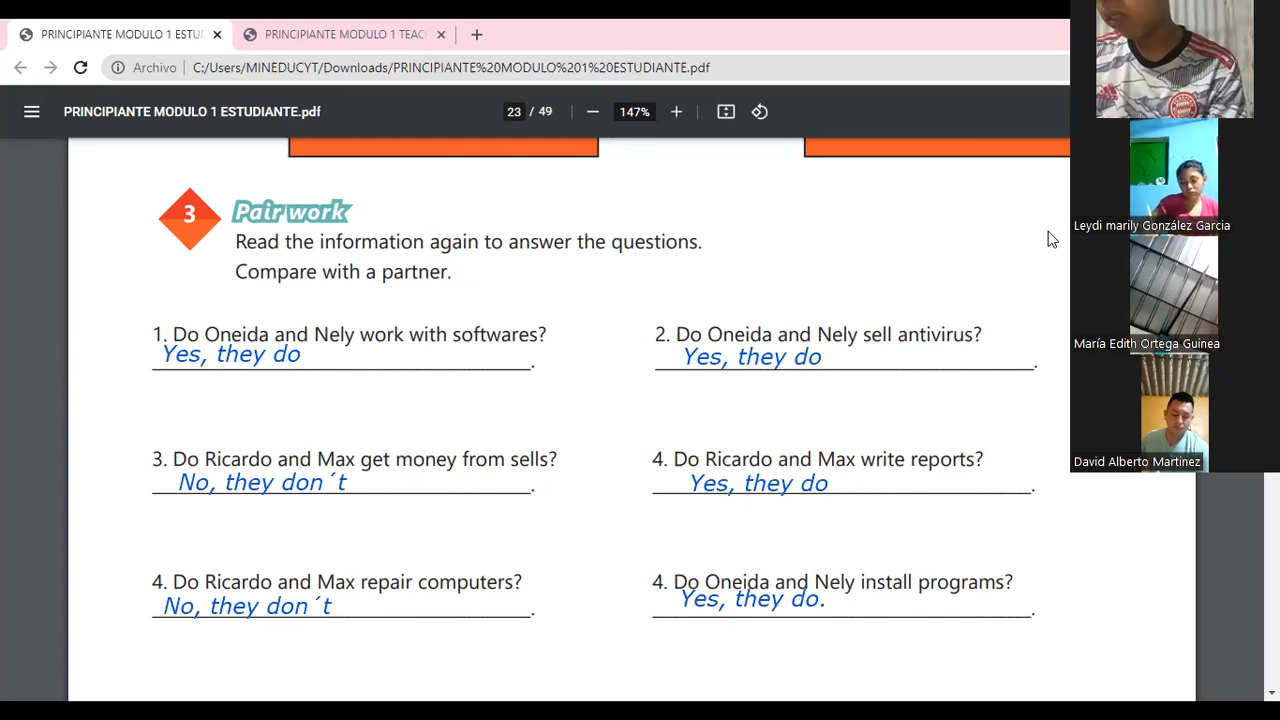 PRINCIPIANTE MODULO 1 ESTU
PRINCIPIANTE MODULO 1 TEAC
Archivo
C:/Users/MINEDUCYT/Downloads/PRINCIPIANTE%20MODULO%201%20ESTUDIANTE.pdf
PRINCIPIANTE MODULO 1 ESTUDIANTE.pdf
23 / 49
147%
3
Pair work
Read the information again to answer the questions.
Compare with a partner.
1. Do Oneida and Nely work with softwares?
Yes, they do
2. Do Oneida and Nely sell antivirus?
Yes, they do
3. Do Ricardo and Max get money from sells?
No, they don´t
4. Do Ricardo and Max write reports?
Yes, they do
4. Do Ricardo and Max repair computers?
No, they don´t
4. Do Oneida and Nely install programs?
Yes, they do.
Leydi marily González Garcia
María Edith Ortega Guinea
David Alberto Martinez